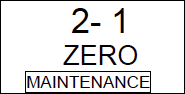 2- 1
ZERO
MAINTENANCE